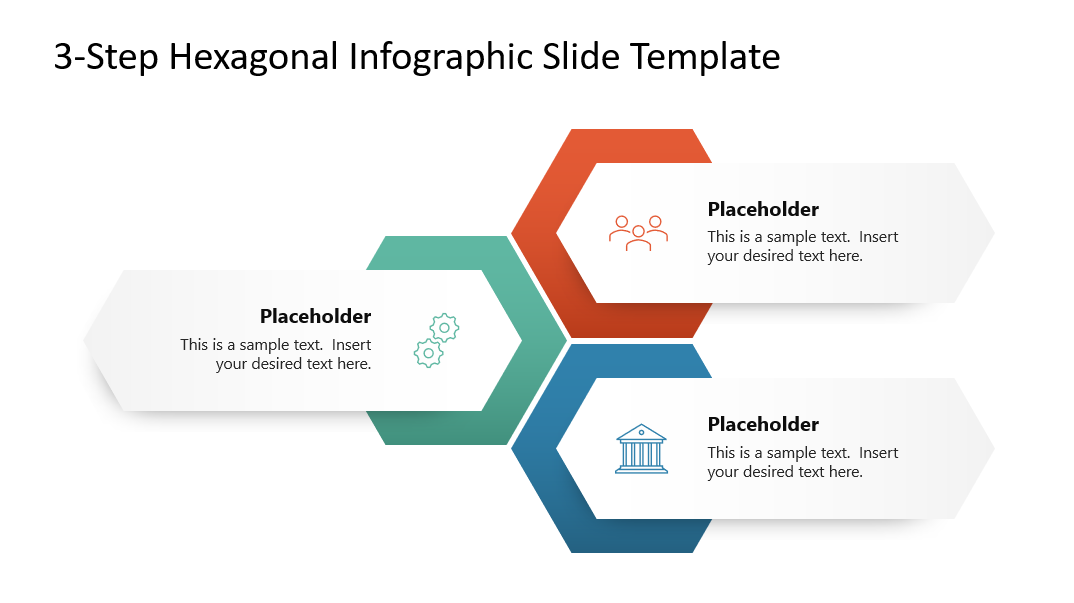 3-Step Hexagonal Infographic Slide Template
Placeholder
This is a sample text.  Insert
your desired text here.
Placeholder
This is a sample text.  Insert
your desired text here.
Placeholder
This is a sample text.  Insert
your desired text here.